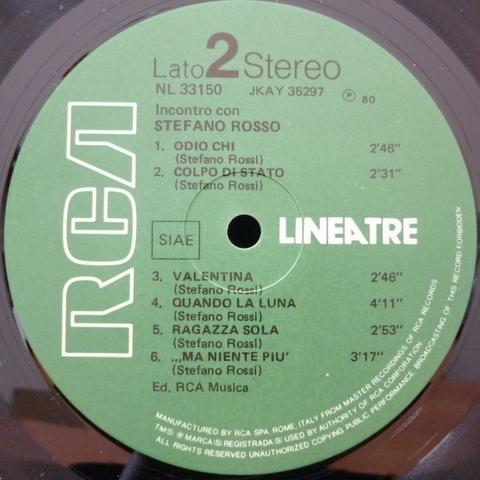 Lato 2 Stereo
NL 33150 JKAY 35297 Ⓟ 80
Incontro con
STEFANO ROSSO
1. ODIO CHI 2'46"
(Stefano Rossi)
2. COLPO DI STATO 2'31"
(Stefano Rossi)
RCA
SIAE
LINEATRE
3. VALENTINA 2'46"
(Stefano Rossi)
4. QUANDO LA LUNA 4'11"
(Stefano Rossi)
5. RAGAZZA SOLA 2'53"
(Stefano Rossi)
6. ...MA NIENTE PIU' 3'17"
(Stefano Rossi)
Ed. RCA Musica
MANUFACTURED BY RCA SPA, ROME, ITALY FROM MASTER RECORDINGS OF RCA RECORDS
TM(S) ® MARCA(S) REGISTRADA(S) USED BY AUTHORITY OF RCA CORPORATION
ALL RIGHTS RESERVED UNAUTHORIZED COPYING PUBLIC PERFORMANCE, BROADCASTING OF THIS RECORD FORBIDDEN